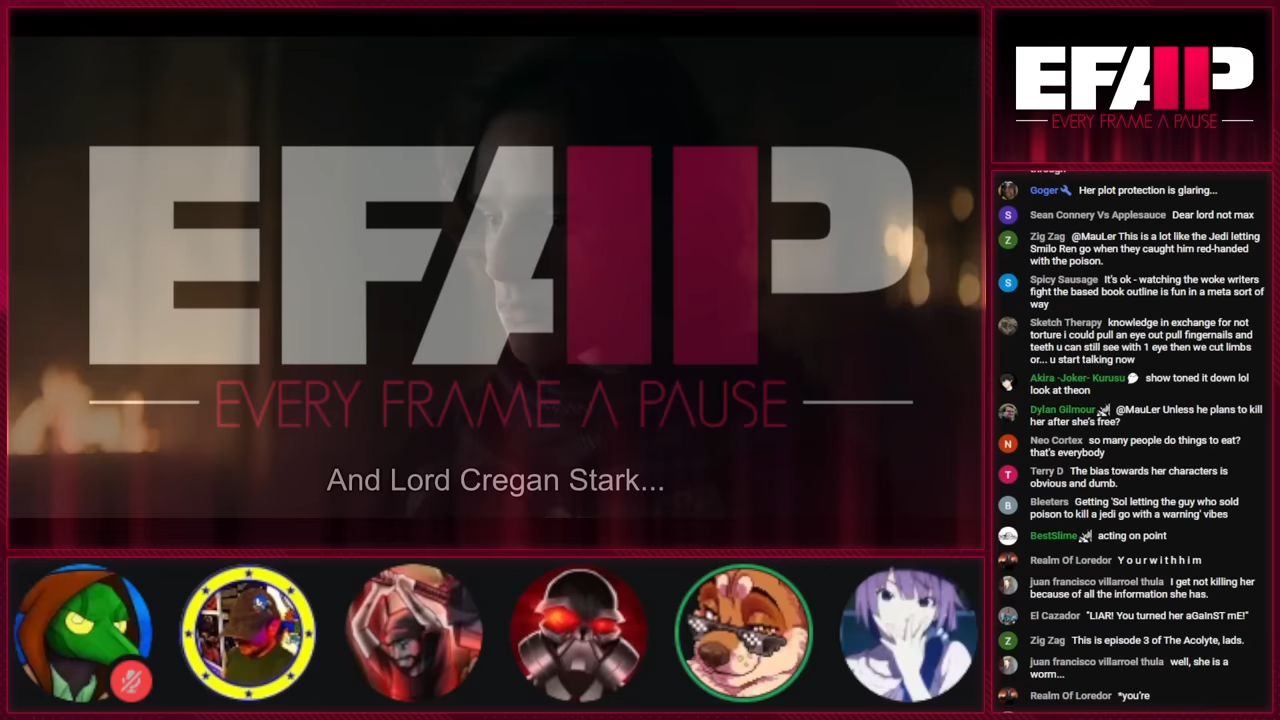 EFAP
EVERY FRAME A PAUSE
And Lord Cregan Stark...
EFAP
EVERY FRAME A PAUSE
through
Goger Her plot protection is glaring...
S Sean Connery Vs Applesauce Dear lord not max
Z Zig Zag @MauLer This is a lot like the Jedi letting
Smilo Ren go when they caught him red-handed
with the poison.
S Spicy Sausage It's ok - watching the woke writers
fight the based book outline is fun in a meta sort of
way
Sketch Therapy knowledge in exchange for not
torture i could pull an eye out pull fingernails and
teeth u can still see with 1 eye then we cut limbs
or... u start talking now
Akira -Joker- Kurusu show toned it down lol
look at theon
Dylan Gilmour @MauLer Unless he plans to kill
her after she's free?
N Neo Cortex so many people do things to eat?
that's everybody
T Terry D The bias towards her characters is
obvious and dumb.
B Bleeters Getting 'Sol letting the guy who sold
poison to kill a jedi go with a warning' vibes
BestSlime acting on point
Realm Of Loredor Y o u r w i t h h i m
juan francisco villarroel thula I get not killing her
because of all the information she has.
El Cazador "LIAR! You turned her aGaInST mE!"
Z Zig Zag This is episode 3 of The Acolyte, lads.
juan francisco villarroel thula well, she is a
worm...
Realm Of Loredor *you're